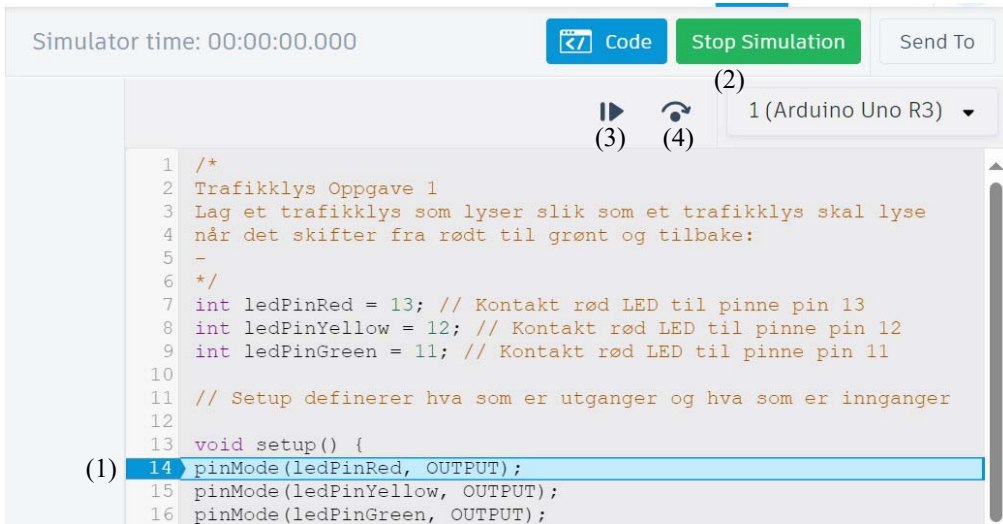 Simulator time: 00:00:00.000 Code Stop Simulation Send To
(2)
1 (Arduino Uno R3)
(3) (4)
1 /*
2 Trafikklys Oppgave 1
3 Lag et trafikklys som lyser slik som et trafikklys skal lyse
4 når det skifter fra rødt til grønt og tilbake:
5 -
6 */
7 int ledPinRed = 13; // Kontakt rød LED til pinne pin 13
8 int ledPinYellow = 12; // Kontakt rød LED til pinne pin 12
9 int ledPinGreen = 11; // Kontakt rød LED til pinne pin 11
10
11 // Setup definerer hva som er utganger og hva som er innganger
12
13 void setup() {
(1) 14 pinMode(ledPinRed, OUTPUT);
15 pinMode(ledPinYellow, OUTPUT);
16 pinMode(ledPinGreen, OUTPUT);